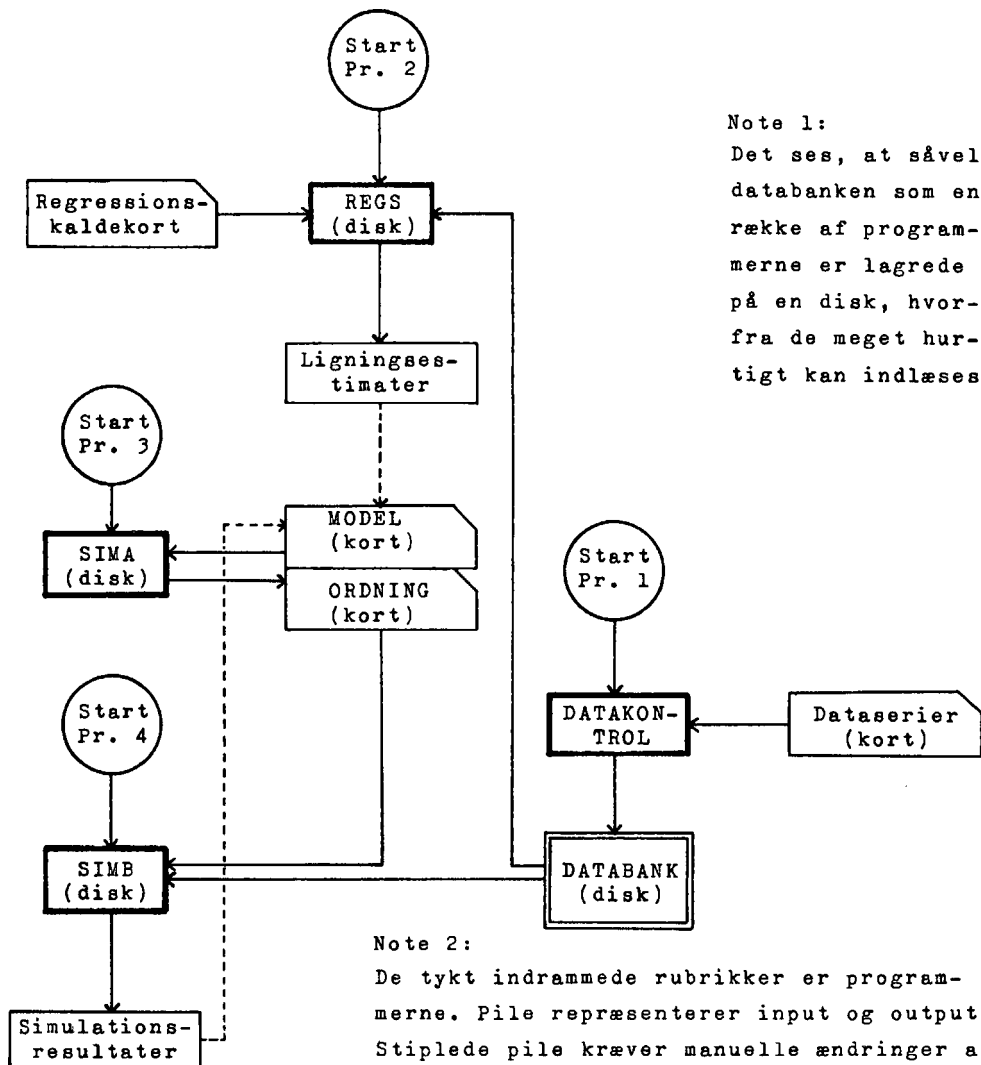 Start
Pr. 2
Note 1:
Det ses, at såvel
databanken som en
række af program-
merne er lagrede
på en disk, hvor-
fra de meget hur-
tigt kan indlæses
Regressions-
kaldekort
REGS
(disk)
Ligningses-
timater
Start
Pr. 3
MODEL
(kort)
SIMA
(disk)
ORDNING
(kort)
Start
Pr. 1
Start
Pr. 4
DATAKON-
TROL
Dataserier
(kort)
SIMB
(disk)
DATABANK
(disk)
Note 2:
De tykt indrammede rubrikker er program-
merne. Pile repræsenterer input og output
Stiplede pile kræver manuelle ændringer a
Simulations-
resultater